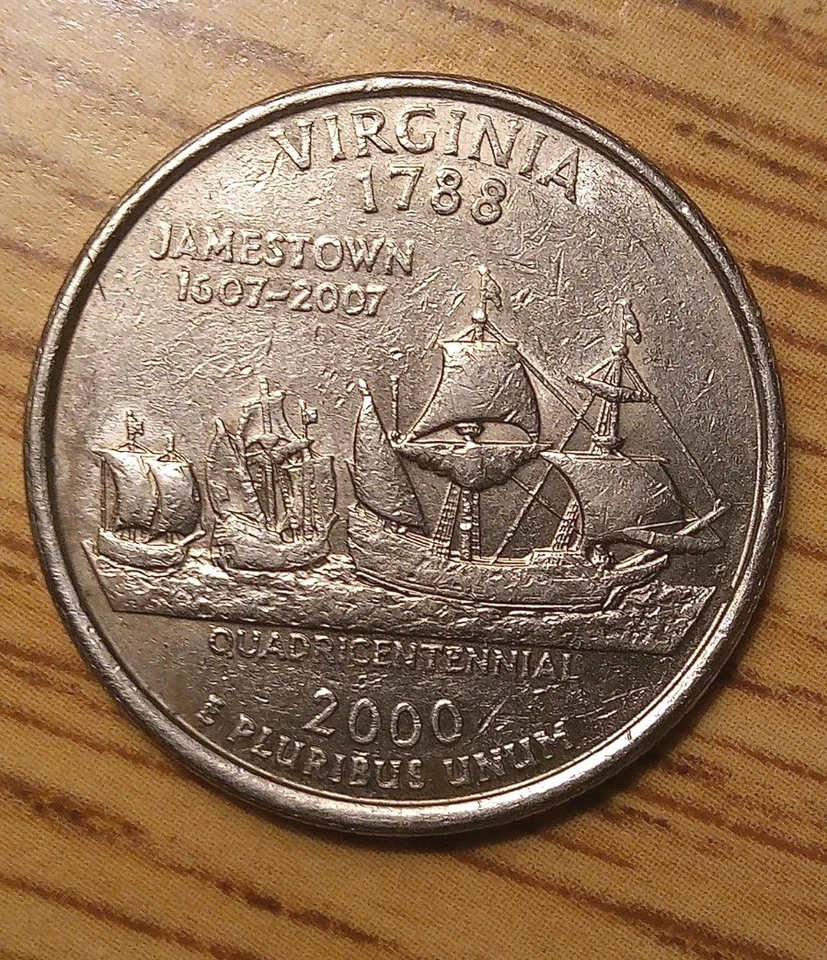 VIRGINIA
1788
JAMESTOWN
1607-2007
QUADRICENTENNIAL
2000
E PLURIBUS UNUM